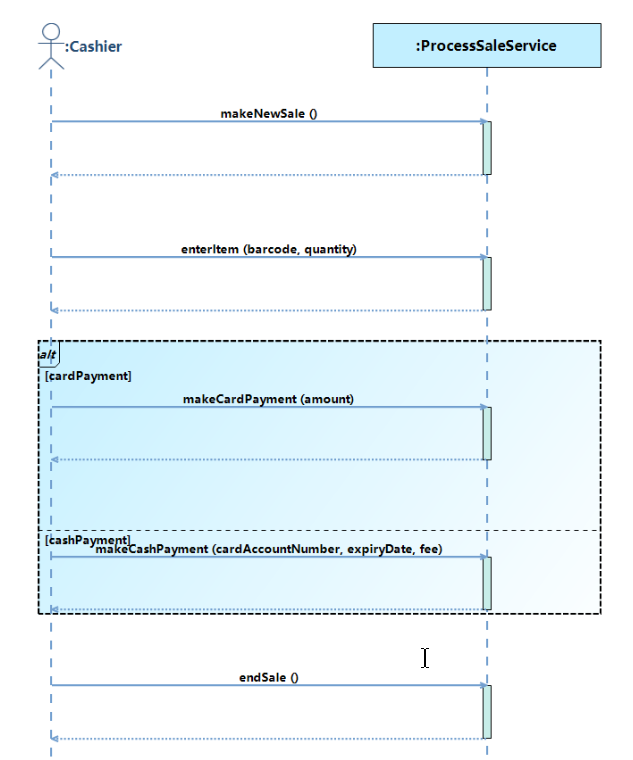 :Cashier
:ProcessSaleService
makeNewSale ()
enterItem (barcode, quantity)
alt
[cardPayment]
makeCardPayment (amount)
[cashPayment]
makeCashPayment (cardAccountNumber, expiryDate, fee)
endSale ()